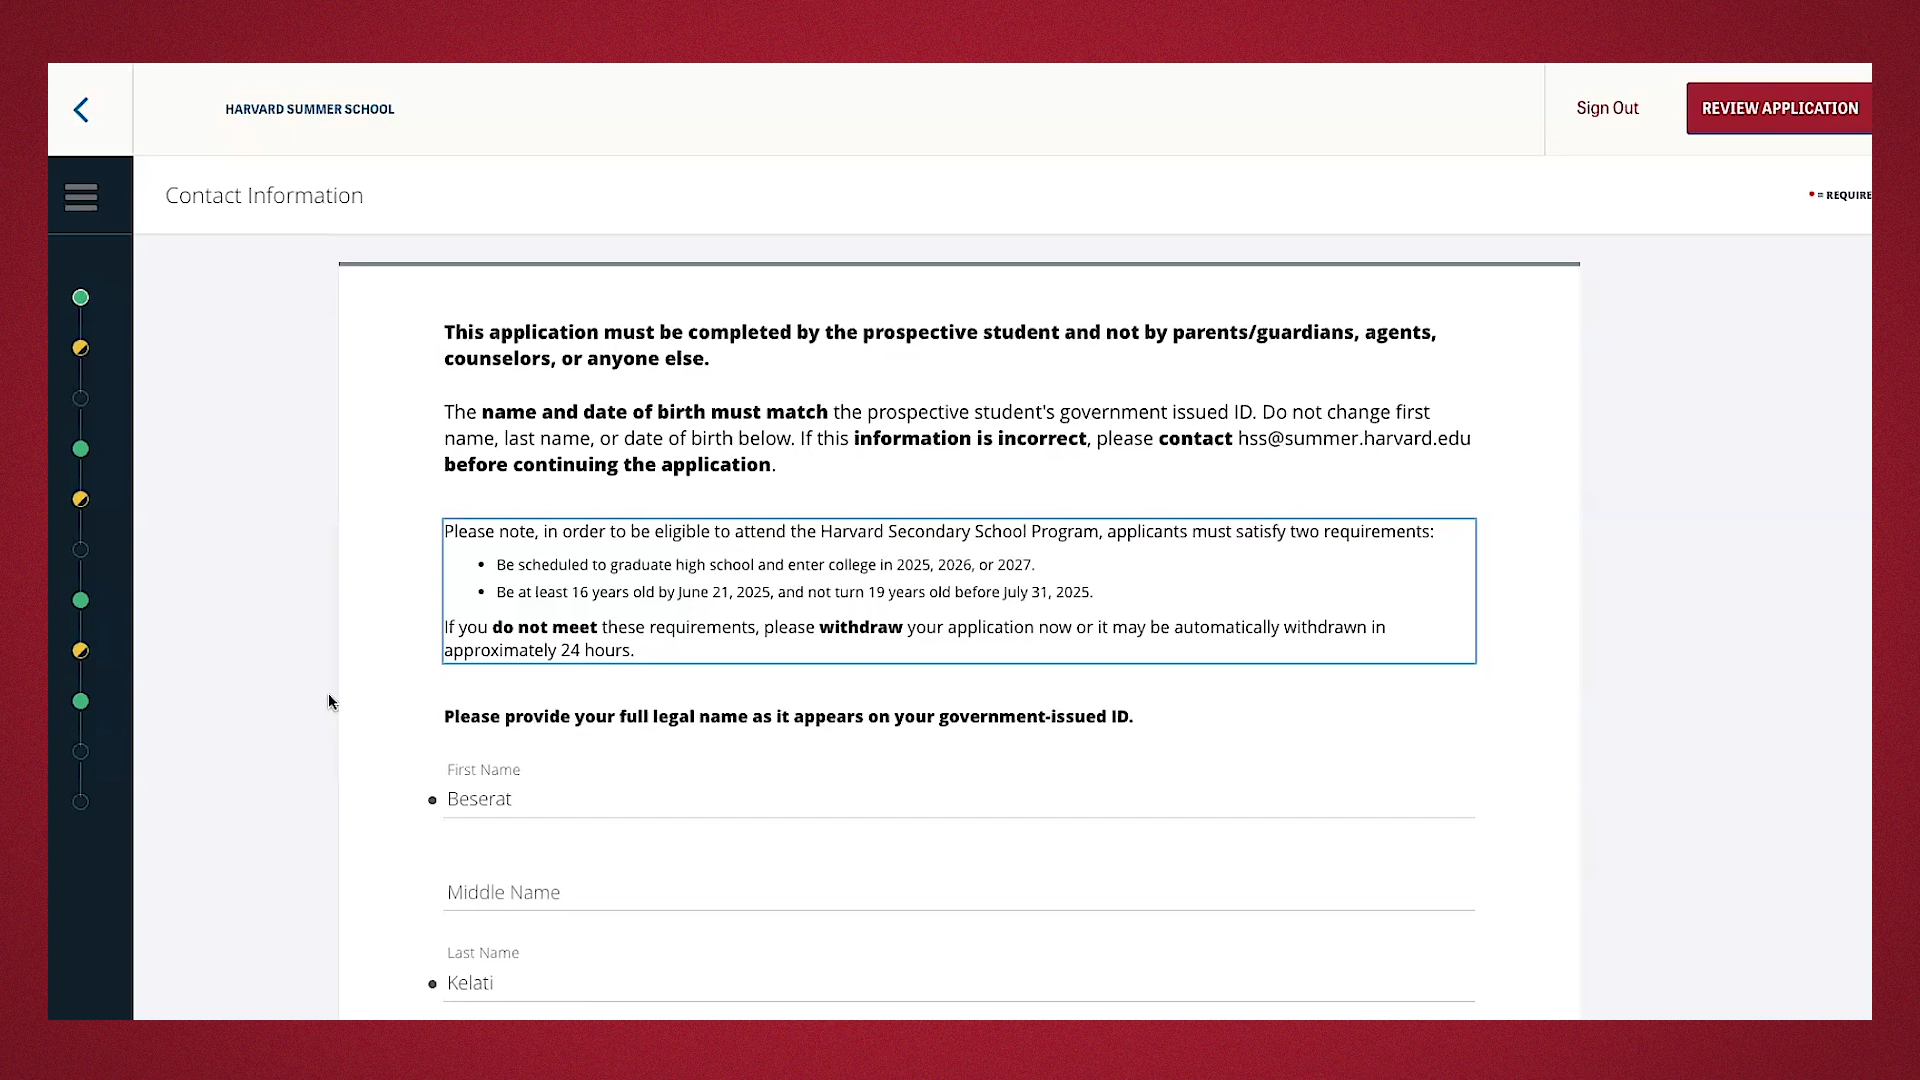 HARVARD SUMMER SCHOOL
Sign Out
REVIEW APPLICATION
Contact Information
= REQUIRE
This application must be completed by the prospective student and not by parents/guardians, agents,
counselors, or anyone else.
The name and date of birth must match the prospective student's government issued ID. Do not change first
name, last name, or date of birth below. If this information is incorrect, please contact hss@summer.harvard.edu
before continuing the application.
Please note, in order to be eligible to attend the Harvard Secondary School Program, applicants must satisfy two requirements:
• Be scheduled to graduate high school and enter college in 2025, 2026, or 2027.
• Be at least 16 years old by June 21, 2025, and not turn 19 years old before July 31, 2025.
If you do not meet these requirements, please withdraw your application now or it may be automatically withdrawn in
approximately 24 hours.
Please provide your full legal name as it appears on your government-issued ID.
First Name
Beserat
Middle Name
Last Name
Kelati